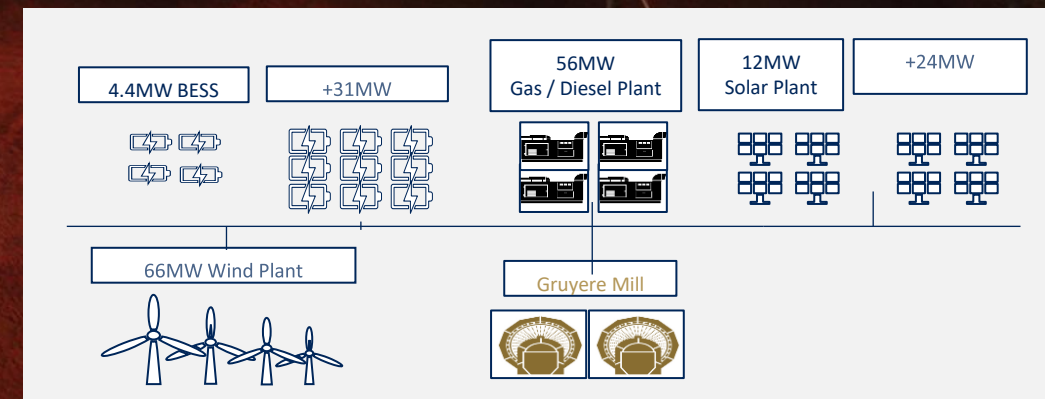 4.4MW BESS
+31MW
56MW
Gas / Diesel Plant
12MW
Solar Plant
+24MW
66MW Wind Plant
Gruyere Mill